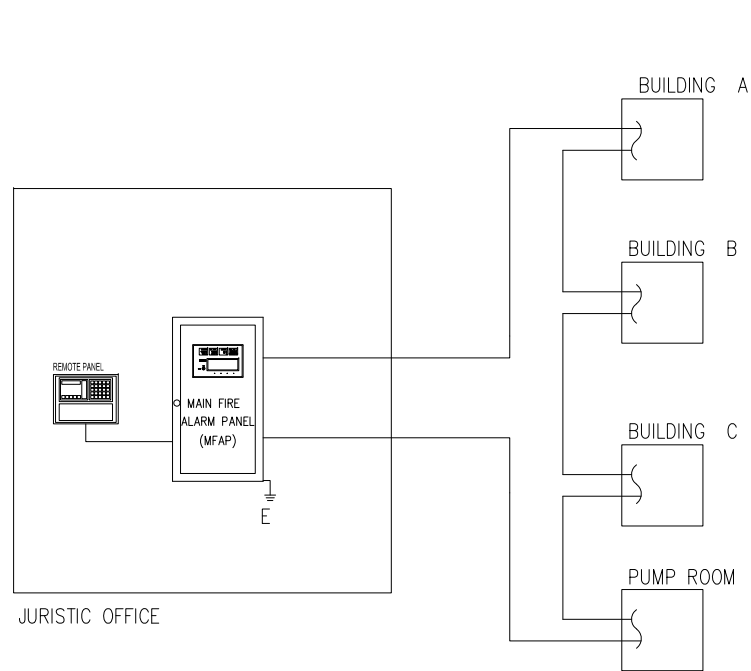 BUILDING A
BUILDING B
REMOTE PANEL
MAIN FIRE
ALARM PANEL
(MFAP)
BUILDING C
E
PUMP ROOM
JURISTIC OFFICE